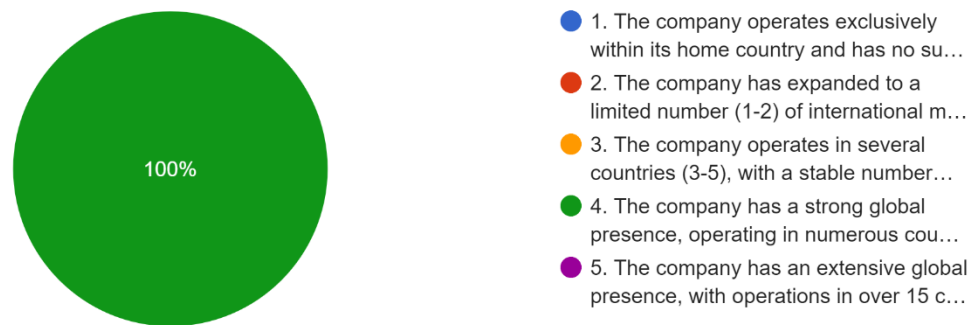 100%
1. The company operates exclusively
within its home country and has no su…
2. The company has expanded to a
limited number (1-2) of international m…
3. The company operates in several
countries (3-5), with a stable number…
4. The company has a strong global
presence, operating in numerous cou…
5. The company has an extensive global
presence, with operations in over 15 c…